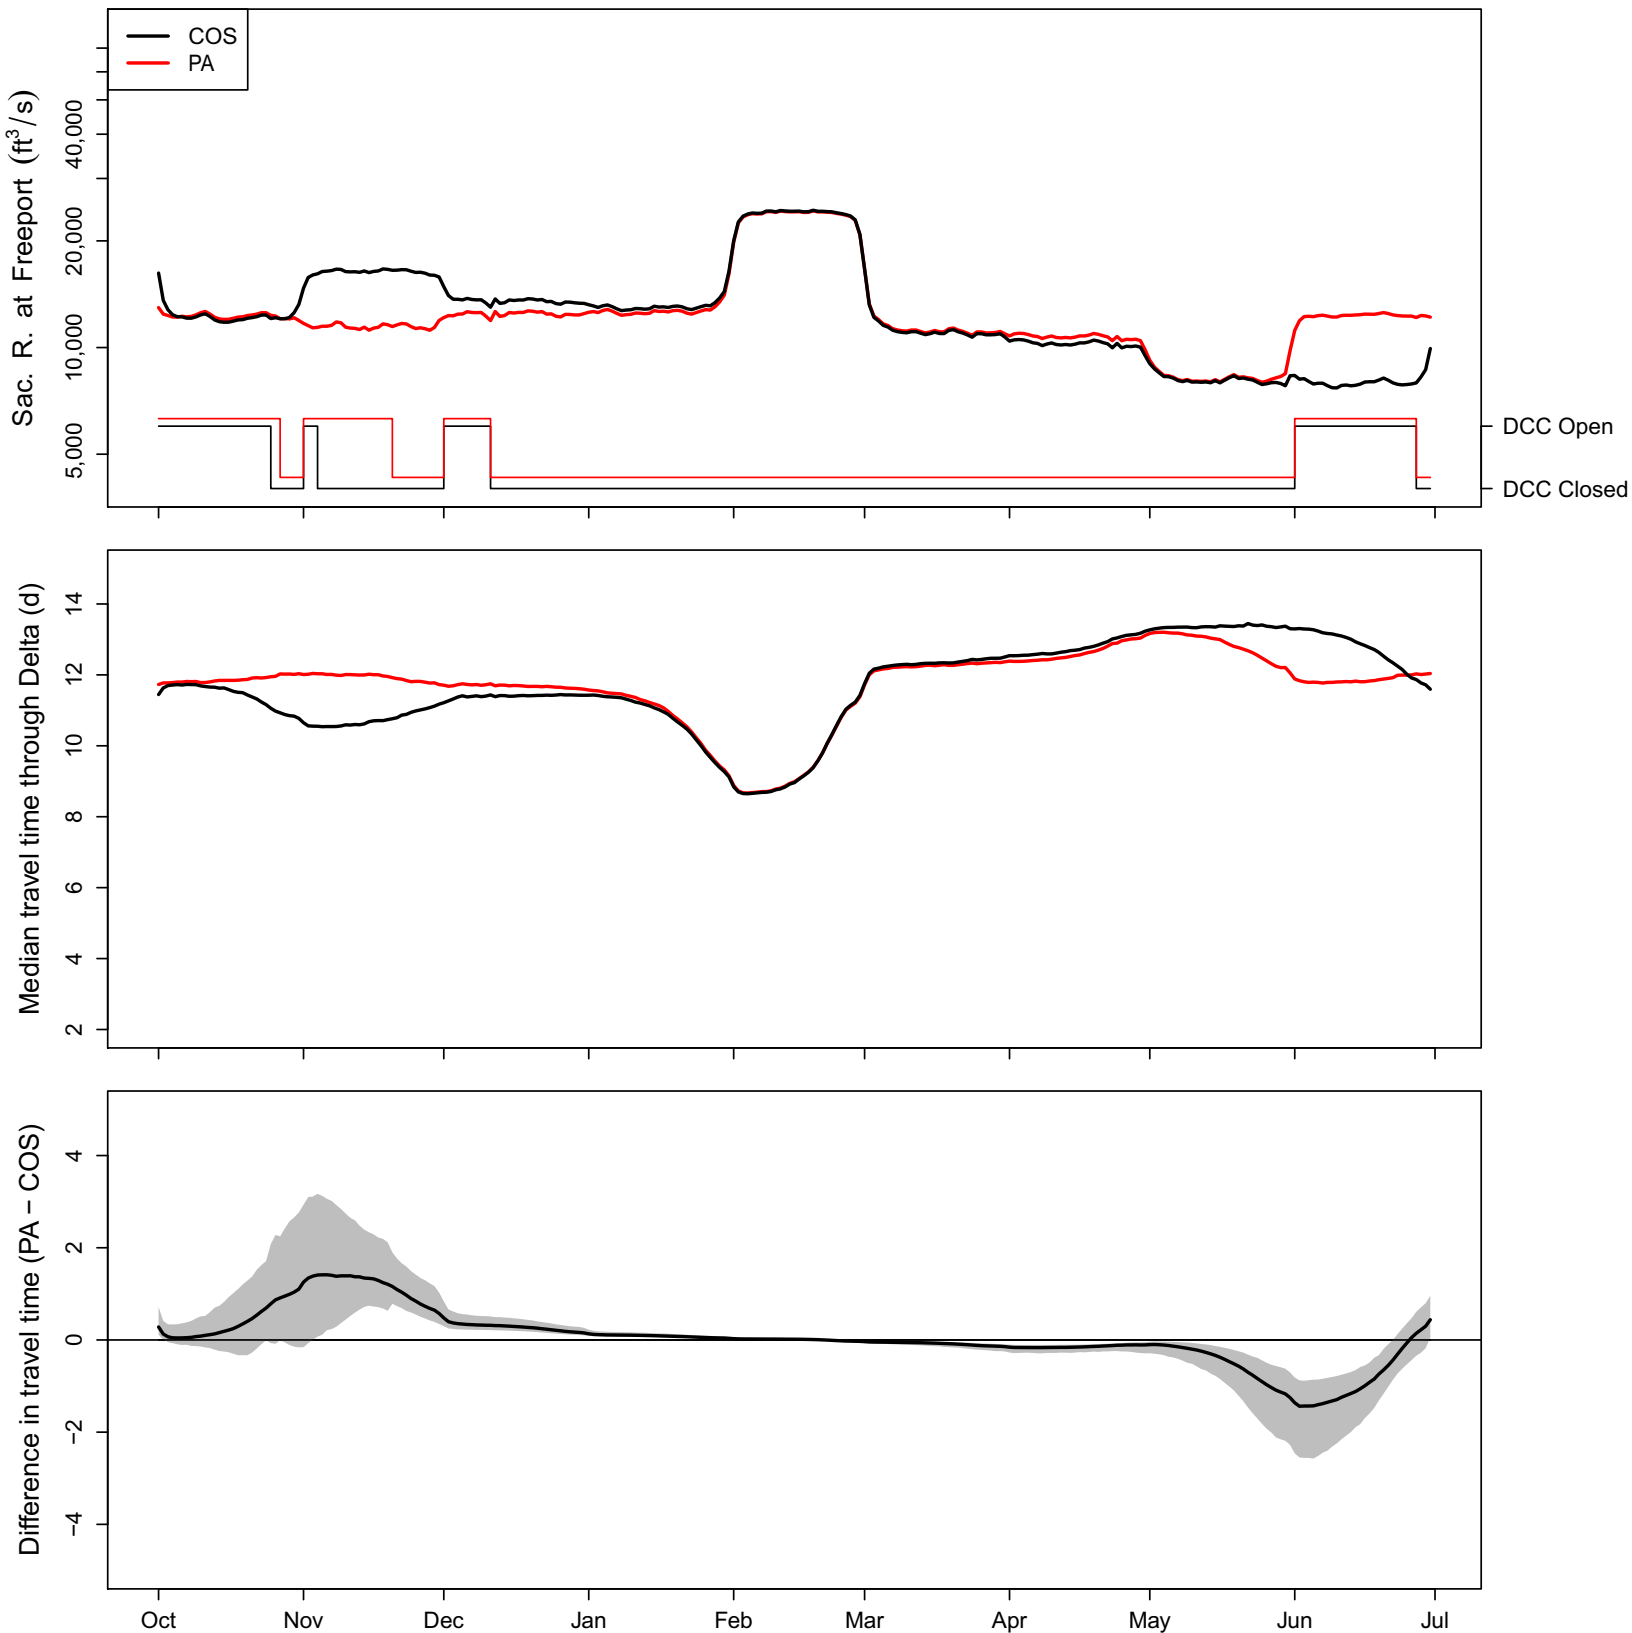 COS
PA
Sac. R. at Freeport (ft³/s)
40,000
20,000
10,000
5,000
DCC Open
DCC Closed
Median travel time through Delta (d)
14
12
10
8
6
4
2
Difference in travel time (PA − COS)
4
2
0
−2
−4
Oct Nov Dec Jan Feb Mar Apr May Jun Jul